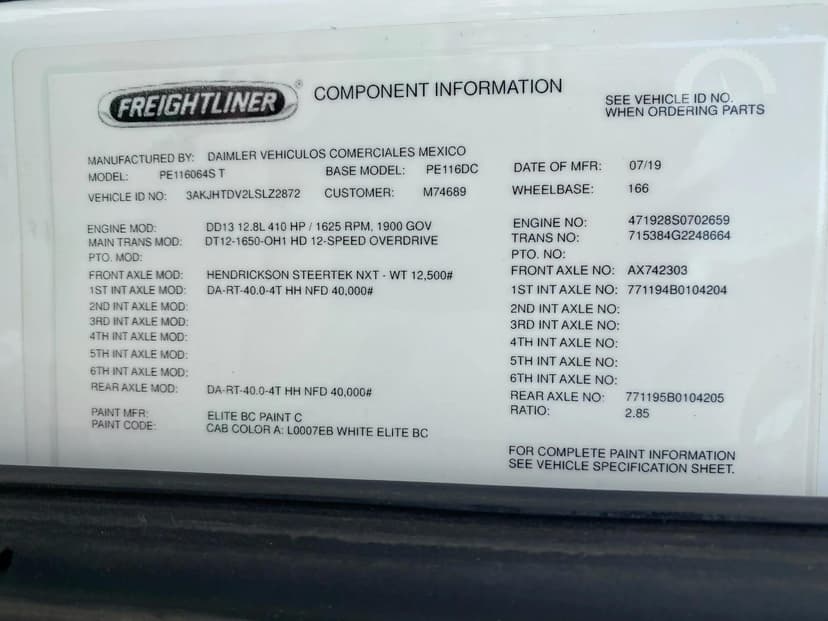 FREIGHTLINER® COMPONENT INFORMATION
SEE VEHICLE ID NO.
WHEN ORDERING PARTS
MANUFACTURED BY: DAIMLER VEHICULOS COMERCIALES MEXICO
MODEL: PE116064S T BASE MODEL: PE116DC DATE OF MFR: 07/19
VEHICLE ID NO: 3AKJHTDV2LSLZ2872 CUSTOMER: M74689 WHEELBASE: 166
ENGINE MOD: DD13 12.8L 410 HP / 1625 RPM, 1900 GOV ENGINE NO: 471928S0702659
MAIN TRANS MOD: DT12-1650-OH1 HD 12-SPEED OVERDRIVE TRANS NO: 715384G2248664
PTO. MOD: PTO. NO:
FRONT AXLE MOD: HENDRICKSON STEERTEK NXT - WT 12,500# FRONT AXLE NO: AX742303
1ST INT AXLE MOD: DA-RT-40.0-4T HH NFD 40,000# 1ST INT AXLE NO: 771194B0104204
2ND INT AXLE MOD: 2ND INT AXLE NO:
3RD INT AXLE MOD: 3RD INT AXLE NO:
4TH INT AXLE MOD: 4TH INT AXLE NO:
5TH INT AXLE MOD: 5TH INT AXLE NO:
6TH INT AXLE MOD: 6TH INT AXLE NO:
REAR AXLE MOD: DA-RT-40.0-4T HH NFD 40,000# REAR AXLE NO: 771195B0104205
RATIO: 2.85
PAINT MFR: ELITE BC PAINT C
PAINT CODE: CAB COLOR A: L0007EB WHITE ELITE BC
FOR COMPLETE PAINT INFORMATION
SEE VEHICLE SPECIFICATION SHEET.